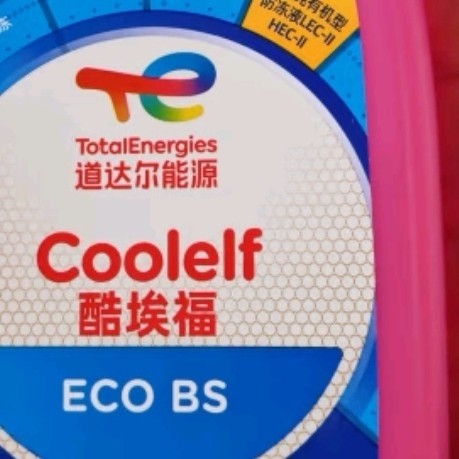 有机型
防冻液LEC-II
HEC-II
TotalEnergies
道达尔能源
Coolelf
酷埃福
ECO BS